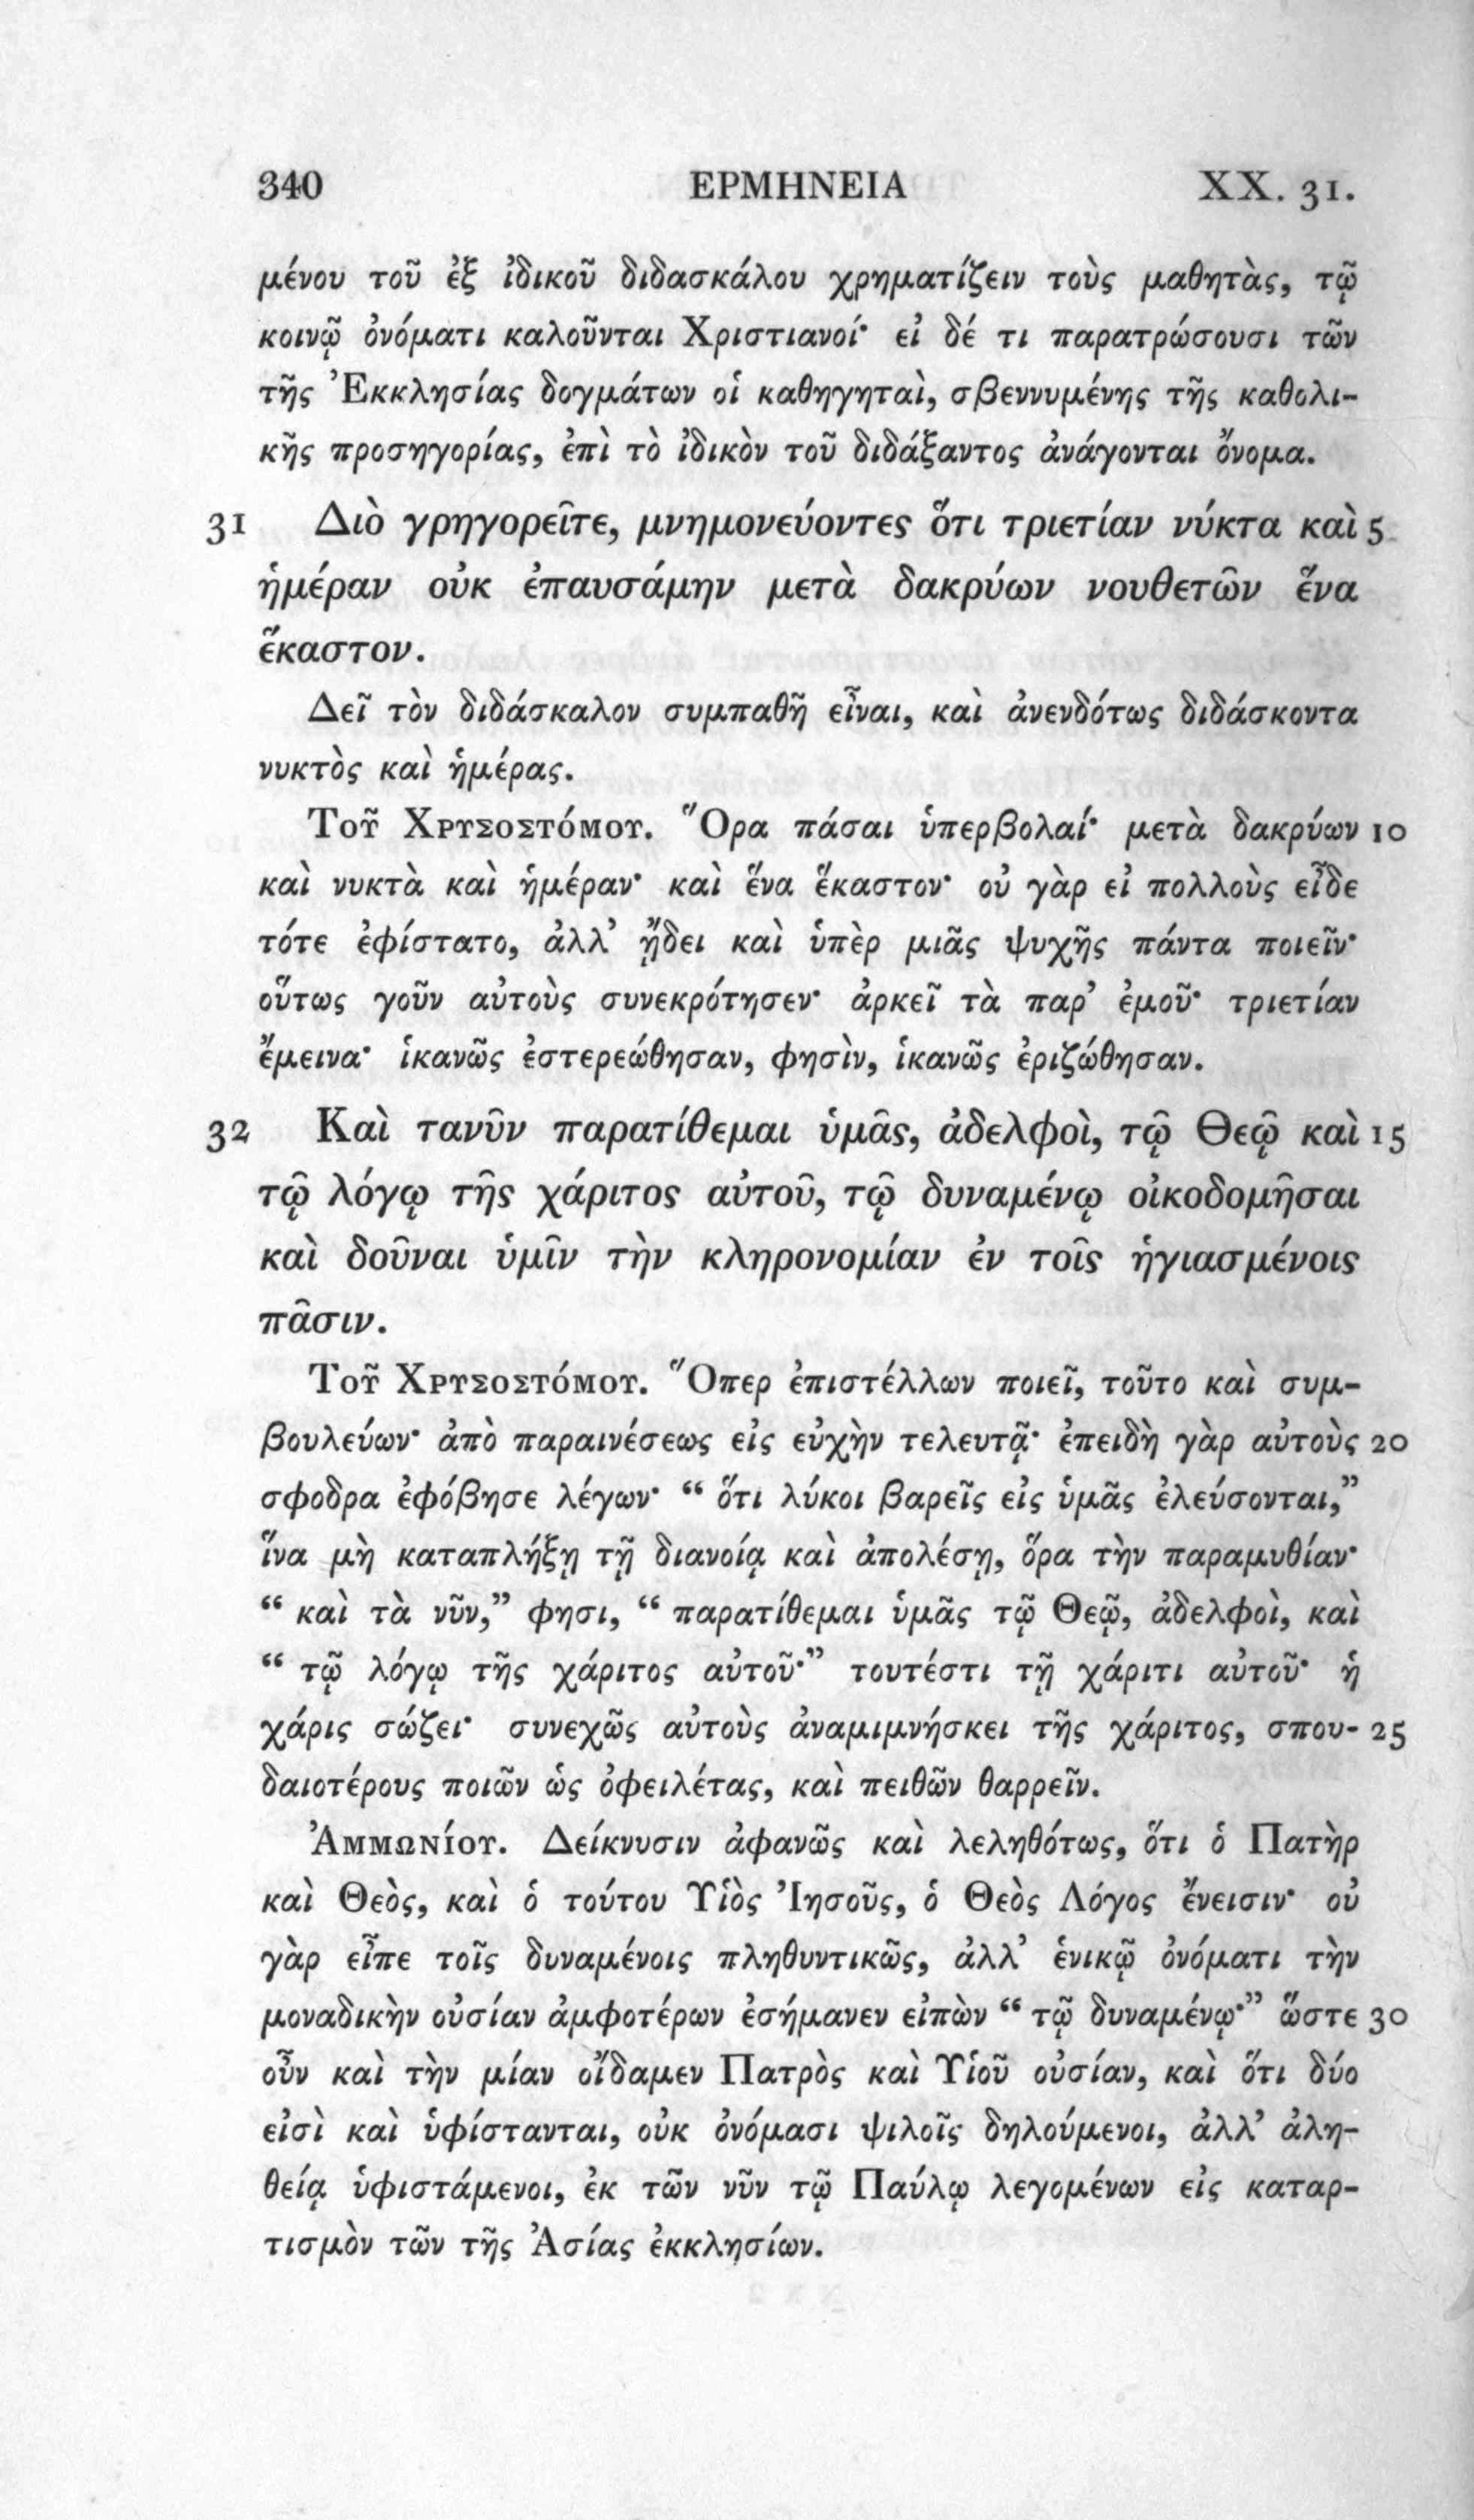 340 ΕΡΜΗΝΕΙΑ XX. 31.
μένου τοῦ ἐξ ἰδικοῦ διδασκάλου χρηματίζειν τοὺς μαθητὰς, τῷ
κοινῷ ὀνόματι καλοῦνται Χριστιανοί· εἰ δέ τι παρατρώσουσι τῶν
τῆς Ἐκκλησίας δογμάτων οἱ καθηγηταὶ, σβεννυμένης τῆς καθολι-
κῆς προσηγορίας, ἐπὶ τὸ ἰδικὸν τοῦ διδάξαντος ἀνάγονται ὄνομα.
31 Διὸ γρηγορεῖτε, μνημονεύοντες ὅτι τριετίαν νύκτα καὶ 5
ἡμέραν οὐκ ἐπαυσάμην μετὰ δακρύων νουθετῶν ἕνα
ἕκαστον.
Δεῖ τὸν διδάσκαλον συμπαθῆ εἶναι, καὶ ἀνενδότως διδάσκοντα
νυκτὸς καὶ ἡμέρας.
Τοῦ Χρυσοστόμου. Ὅρα πάσαι ὑπερβολαί· μετὰ δακρύων 10
καὶ νυκτὰ καὶ ἡμέραν· καὶ ἕνα ἕκαστον· οὐ γὰρ εἰ πολλοὺς εἶδε
τότε ἐφίστατο, ἀλλ’ ᾔδει καὶ ὑπὲρ μιᾶς ψυχῆς πάντα ποιεῖν·
οὕτως γοῦν αὐτοὺς συνεκρότησεν· ἀρκεῖ τὰ παρ’ ἐμοῦ· τριετίαν
ἔμεινα· ἱκανῶς ἐστερεώθησαν, φησὶν, ἱκανῶς ἐριζώθησαν.
32 Καὶ τανῦν παρατίθεμαι ὑμᾶς, ἀδελφοὶ, τῷ Θεῷ καὶ 15
τῷ λόγῳ τῆς χάριτος αὐτοῦ, τῷ δυναμένῳ οἰκοδομῆσαι
καὶ δοῦναι ὑμῖν τὴν κληρονομίαν ἐν τοῖς ἡγιασμένοις
πᾶσιν.
Τοῦ Χρυσοστόμου. Ὅπερ ἐπιστέλλων ποιεῖ, τοῦτο καὶ συμ-
βουλεύων· ἀπὸ παραινέσεως εἰς εὐχὴν τελευτᾷ· ἐπειδὴ γὰρ αὐτοὺς 20
σφοδρα ἐφόβησε λέγων· “ ὅτι λύκοι βαρεῖς εἰς ὑμᾶς ἐλεύσονται,”
ἵνα μὴ καταπλήξῃ τῇ διανοίᾳ καὶ ἀπολέσῃ, ὅρα τὴν παραμυθίαν·
“ καὶ τὰ νῦν,” φησι, “ παρατίθεμαι ὑμᾶς τῷ Θεῷ, ἀδελφοὶ, καὶ
“ τῷ λόγῳ τῆς χάριτος αὐτοῦ·” τουτέστι τῇ χάριτι αὐτοῦ· ἡ
χάρις σώζει· συνεχῶς αὐτοὺς ἀναμιμνήσκει τῆς χάριτος, σπου- 25
δαιοτέρους ποιῶν ὡς ὀφειλέτας, καὶ πειθῶν θαρρεῖν.
Ἀμμωνίου. Δείκνυσιν ἀφανῶς καὶ λεληθότως, ὅτι ὁ Πατὴρ
καὶ Θεὸς, καὶ ὁ τούτου Υἱὸς Ἰησοῦς, ὁ Θεὸς Λόγος ἔνεισιν· οὐ
γὰρ εἶπε τοῖς δυναμένοις πληθυντικῶς, ἀλλ’ ἑνικῷ ὀνόματι τὴν
μοναδικὴν οὐσίαν ἀμφοτέρων ἐσήμανεν εἰπὼν “ τῷ δυναμένῳ·” ὥστε 30
οὖν καὶ τὴν μίαν οἴδαμεν Πατρὸς καὶ Υἱοῦ οὐσίαν, καὶ ὅτι δύο
εἰσὶ καὶ ὑφίστανται, οὐκ ὀνόμασι ψιλοῖς δηλούμενοι, ἀλλ’ ἀλη-
θείᾳ ὑφιστάμενοι, ἐκ τῶν νῦν τῷ Παύλῳ λεγομένων εἰς καταρ-
τισμὸν τῶν τῆς Ἀσίας ἐκκλησίων.